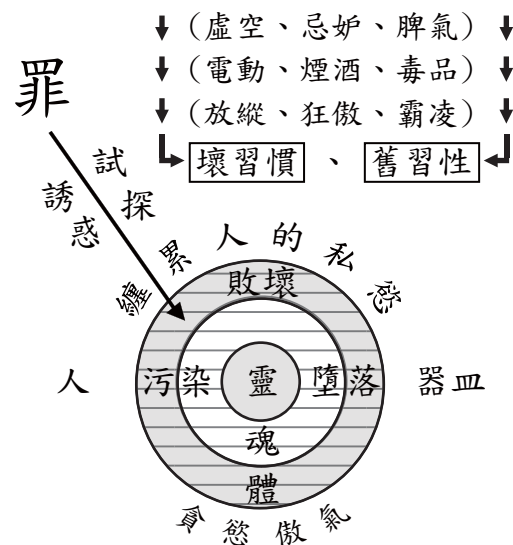 (虛空、忌妒、脾氣)
(電動、煙酒、毒品)
(放縱、狂傲、霸凌)
壞習慣、舊習性
罪
試探
誘惑
纏累人的私慾
敗壞
人 污染 靈 墮落 器皿
魂
體
貪慾傲氣